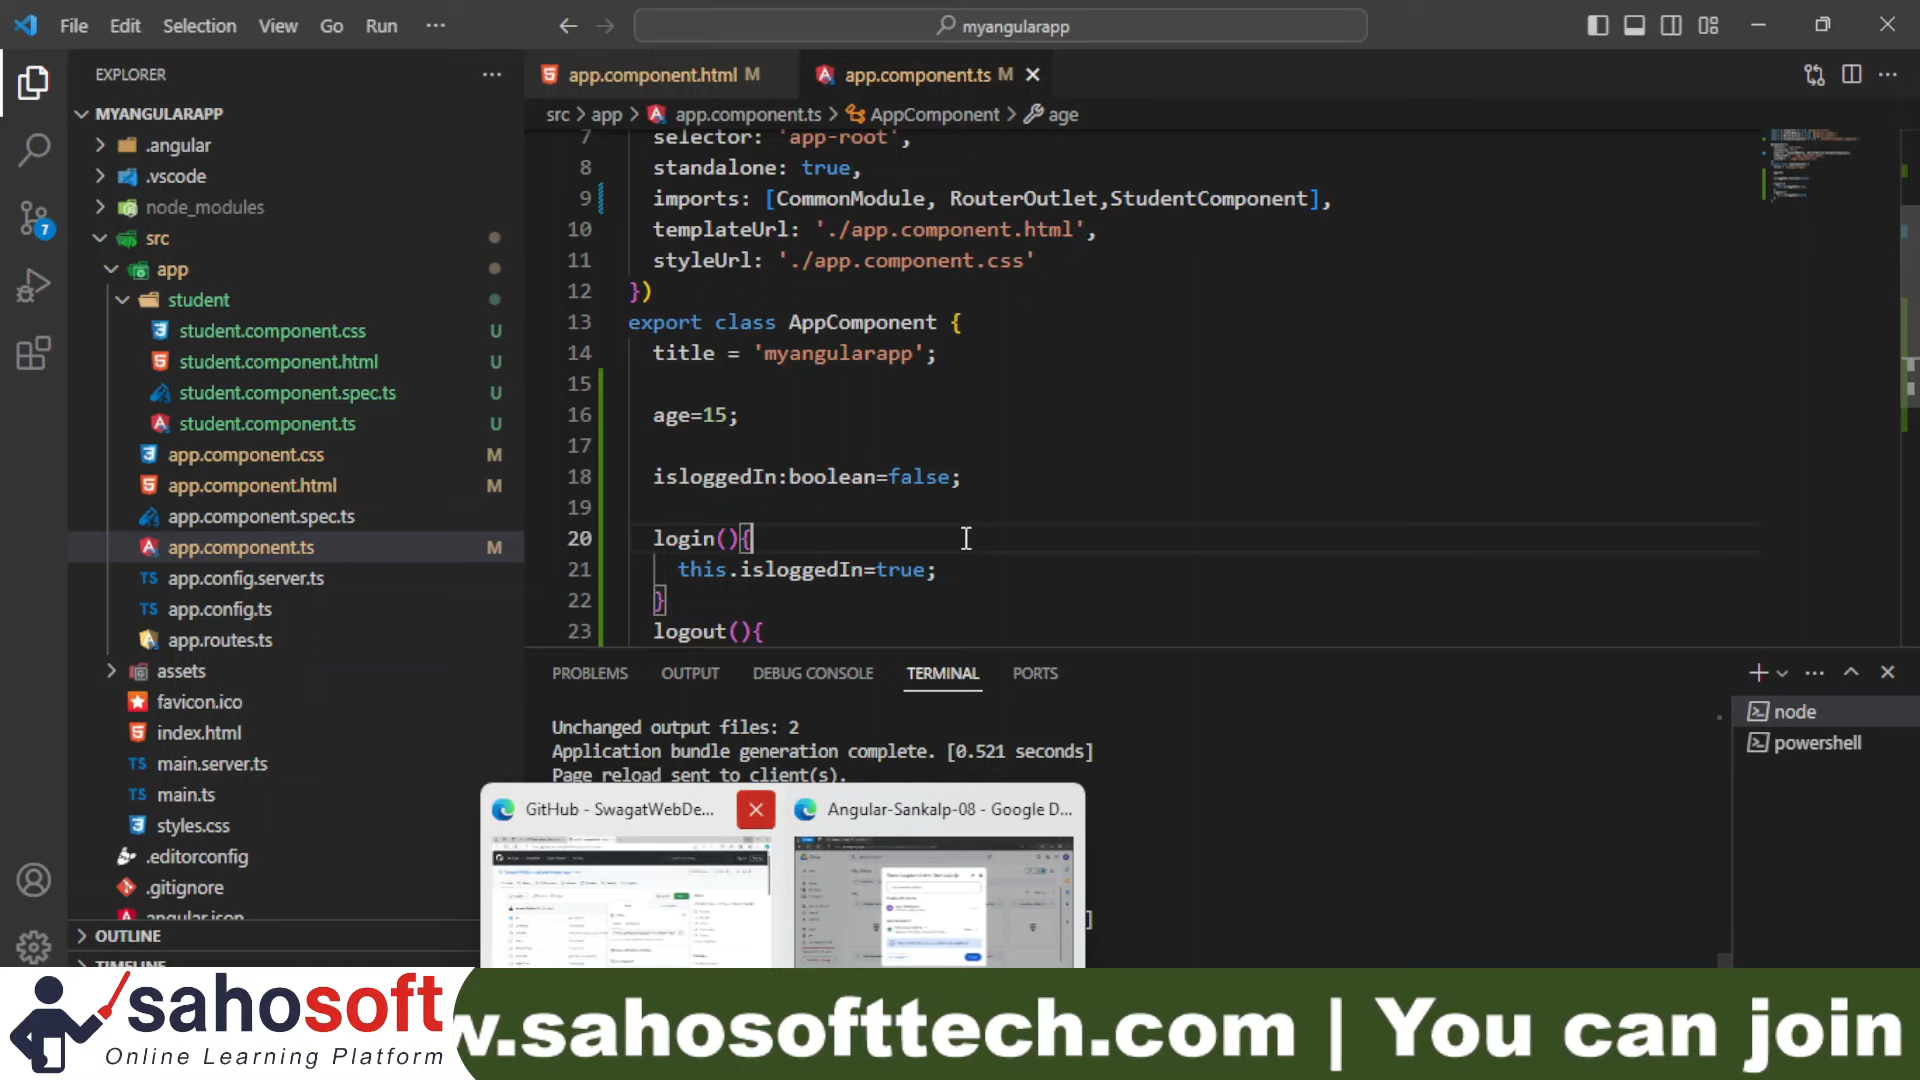 File Edit Selection View Go Run ···
myangularapp
EXPLORER
MYANGULARAPP
.angular
.vscode
node_modules
src
app
student
student.component.css U
student.component.html U
student.component.spec.ts U
student.component.ts U
app.component.css M
app.component.html M
app.component.spec.ts
app.component.ts M
TS app.config.server.ts
TS app.config.ts
app.routes.ts
assets
favicon.ico
index.html
TS main.server.ts
TS main.ts
styles.css
.editorconfig
.gitignore
angular.json
OUTLINE
TIMELINE
7
app.component.html M
app.component.ts M
src > app > app.component.ts > AppComponent > age
7 selector: 'app-root',
8 standalone: true,
9 imports: [CommonModule, RouterOutlet,StudentComponent],
10 templateUrl: './app.component.html',
11 styleUrl: './app.component.css'
12 })
13 export class AppComponent {
14 title = 'myangularapp';
15
16 age=15;
17
18 isloggedIn:boolean=false;
19
20 login(){
21 this.isloggedIn=true;
22 }
23 logout(){
PROBLEMS OUTPUT DEBUG CONSOLE TERMINAL PORTS
Unchanged output files: 2
Application bundle generation complete. [0.521 seconds]
Page reload sent to client(s).
node
powershell
GitHub - SwagatWebDe...
Angular-Sankalp-08 - Google D...
]
sahosoft
Online Learning Platform
w.sahosofttech.com | You can join